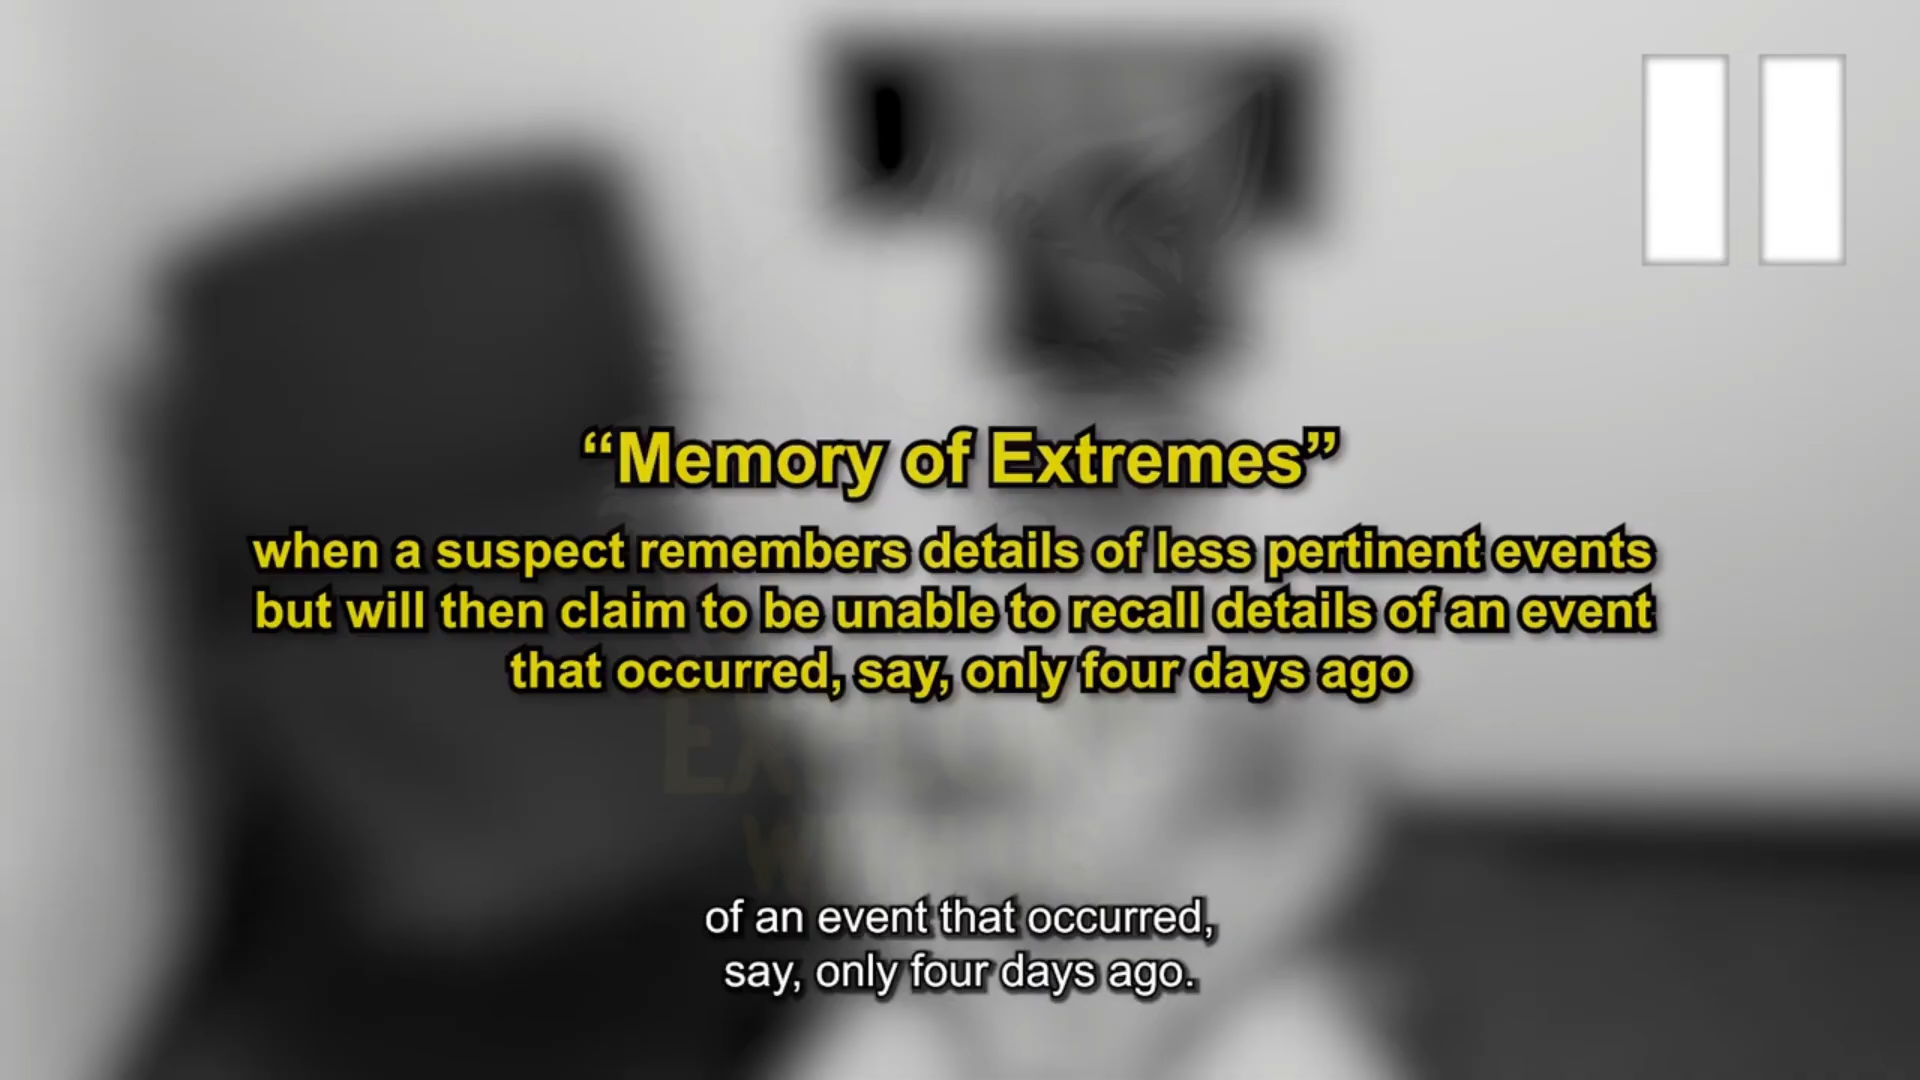 “Memory of Extremes”
when a suspect remembers details of less pertinent events
but will then claim to be unable to recall details of an event
that occurred, say, only four days ago
of an event that occurred,
say, only four days ago.